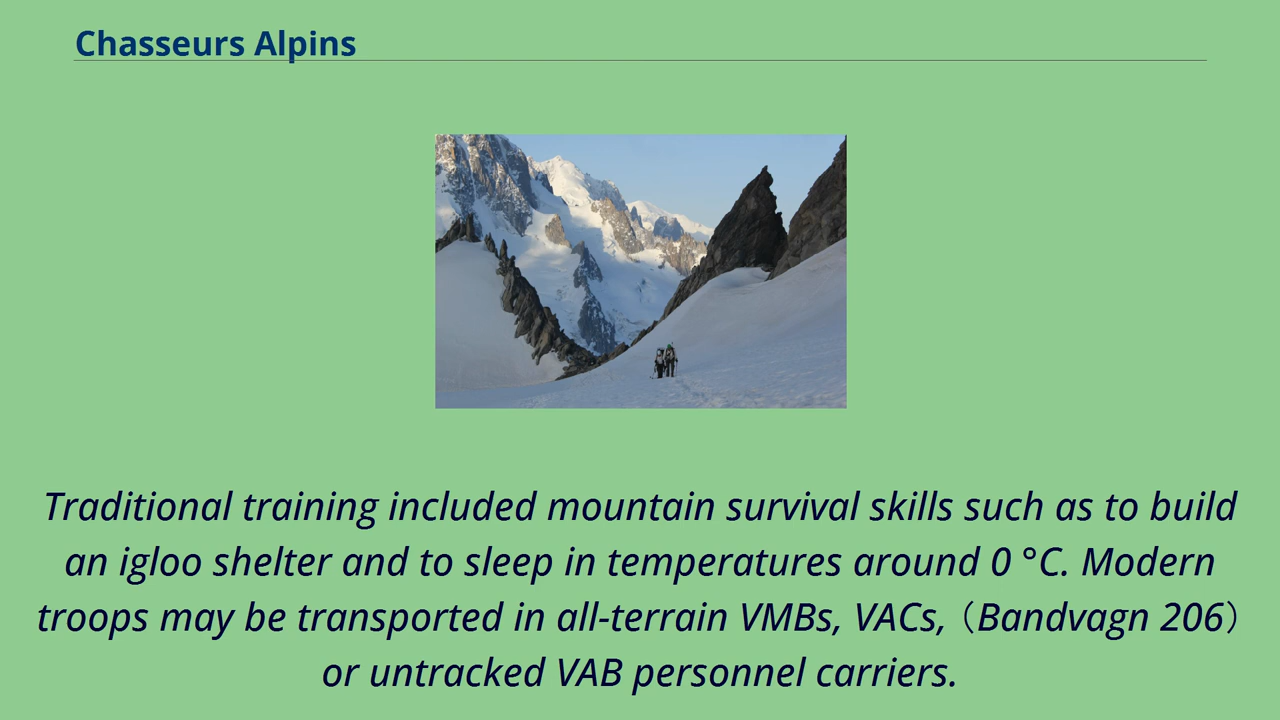 Chasseurs Alpins
Traditional training included mountain survival skills such as to build
an igloo shelter and to sleep in temperatures around 0 °C. Modern
troops may be transported in all-terrain VMBs, VACs,（Bandvagn 206）
or untracked VAB personnel carriers.